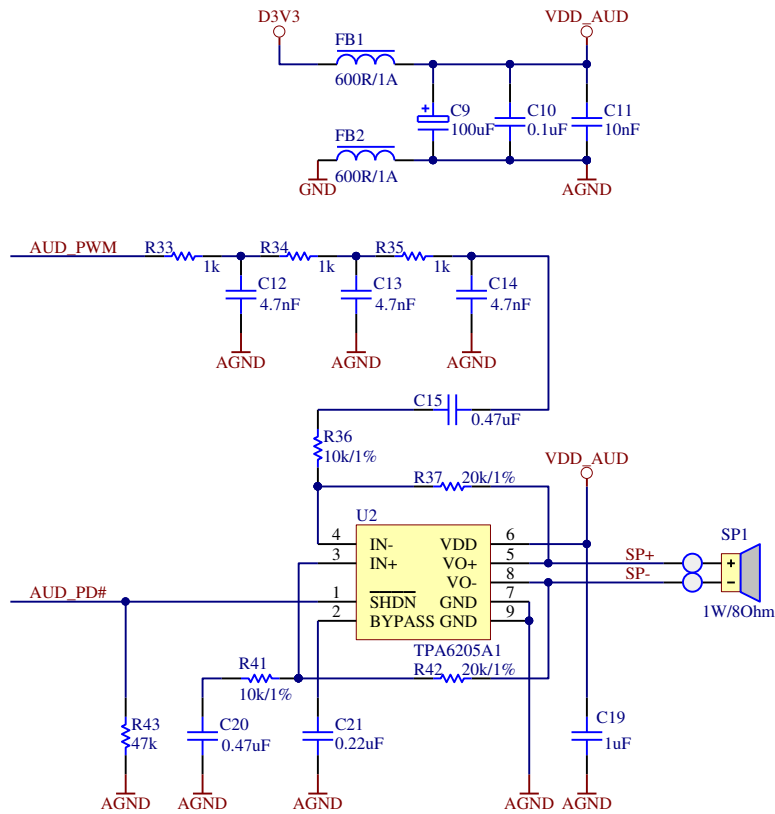 D3V3
VDD_AUD
FB1
600R/1A
C9
100uF
C10
0.1uF
C11
10nF
FB2
600R/1A
GND
AGND
AUD_PWM
R33
1k
R34
1k
R35
1k
C12
4.7nF
C13
4.7nF
C14
4.7nF
AGND
AGND
AGND
C15
0.47uF
R36
10k/1%
R37
20k/1%
VDD_AUD
U2
4
IN-
3
IN+
1
SHDN
2
BYPASS
VDD
6
VO+
5
VO-
8
GND
7
GND
9
TPA6205A1
SP+
SP-
SP1
+
-
1W/8Ohm
AUD_PD#
R41
10k/1%
R42
20k/1%
R43
47k
C20
0.47uF
C21
0.22uF
C19
1uF
AGND
AGND
AGND
AGND
AGND